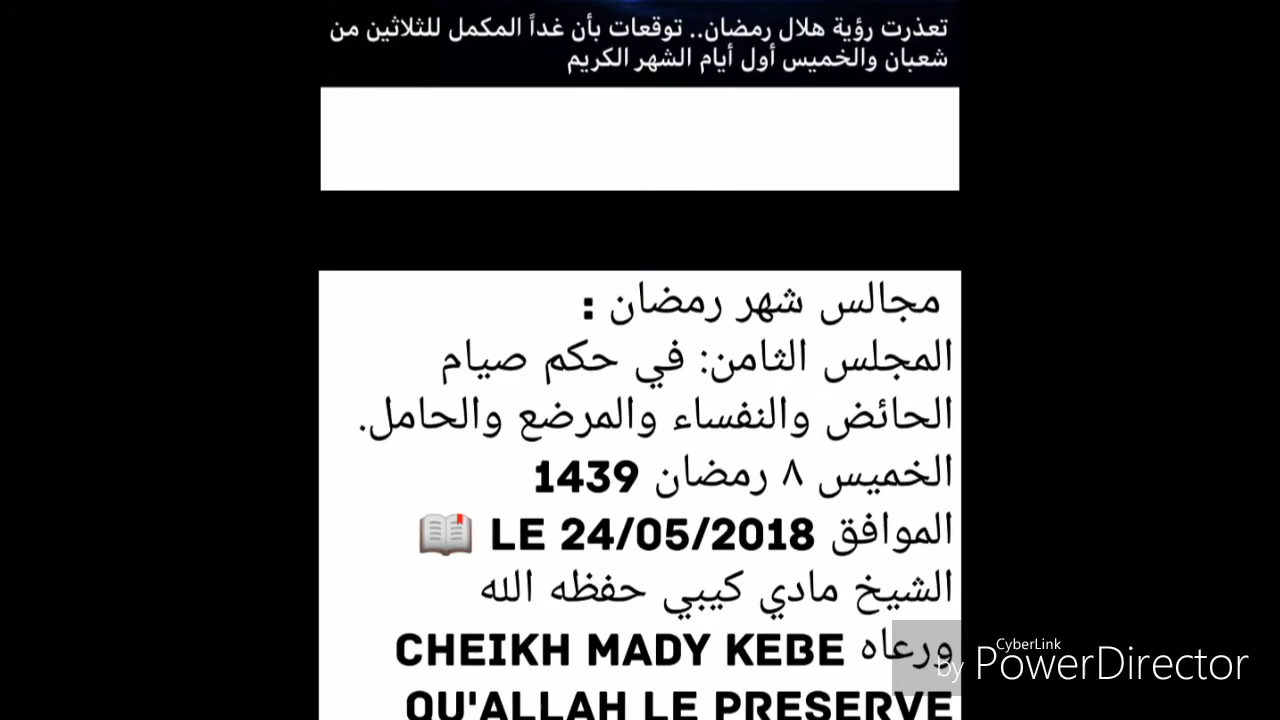 تعذرت رؤية هلال رمضان.. توقعات بأن غداً المكمل للثلاثين من
شعبان والخميس أول أيام الشهر الكريم
مجالس شهر رمضان :
المجلس الثامن: في حكم صيام
الحائض والنفساء والمرضع والحامل.
الخميس ٨ رمضان 1439
الموافق LE 24/05/2018 📖
الشيخ مادي كيبي حفظه الله
ورعاه CHEIKH MADY KEBE
QU'ALLAH LE PRESERVE
CyberLink
by PowerDirector